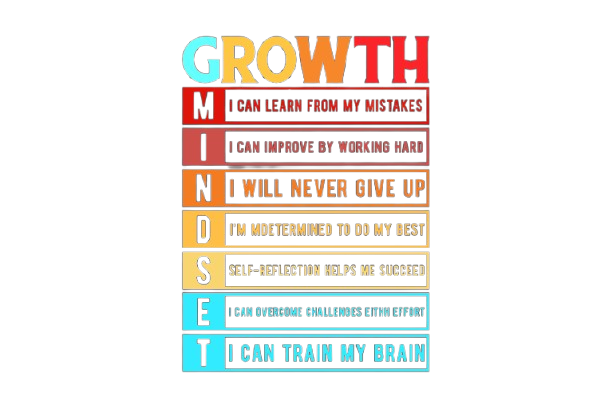 GROWTH
M I CAN LEARN FROM MY MISTAKES
I I CAN IMPROVE BY WORKING HARD
N I WILL NEVER GIVE UP
D I'M MDETERMINED TO DO MY BEST
S SELF-REFLECTION HELPS ME SUCCEED
E I CAN OVERCOME CHALLENGES EITHH EFFORT
T I CAN TRAIN MY BRAIN